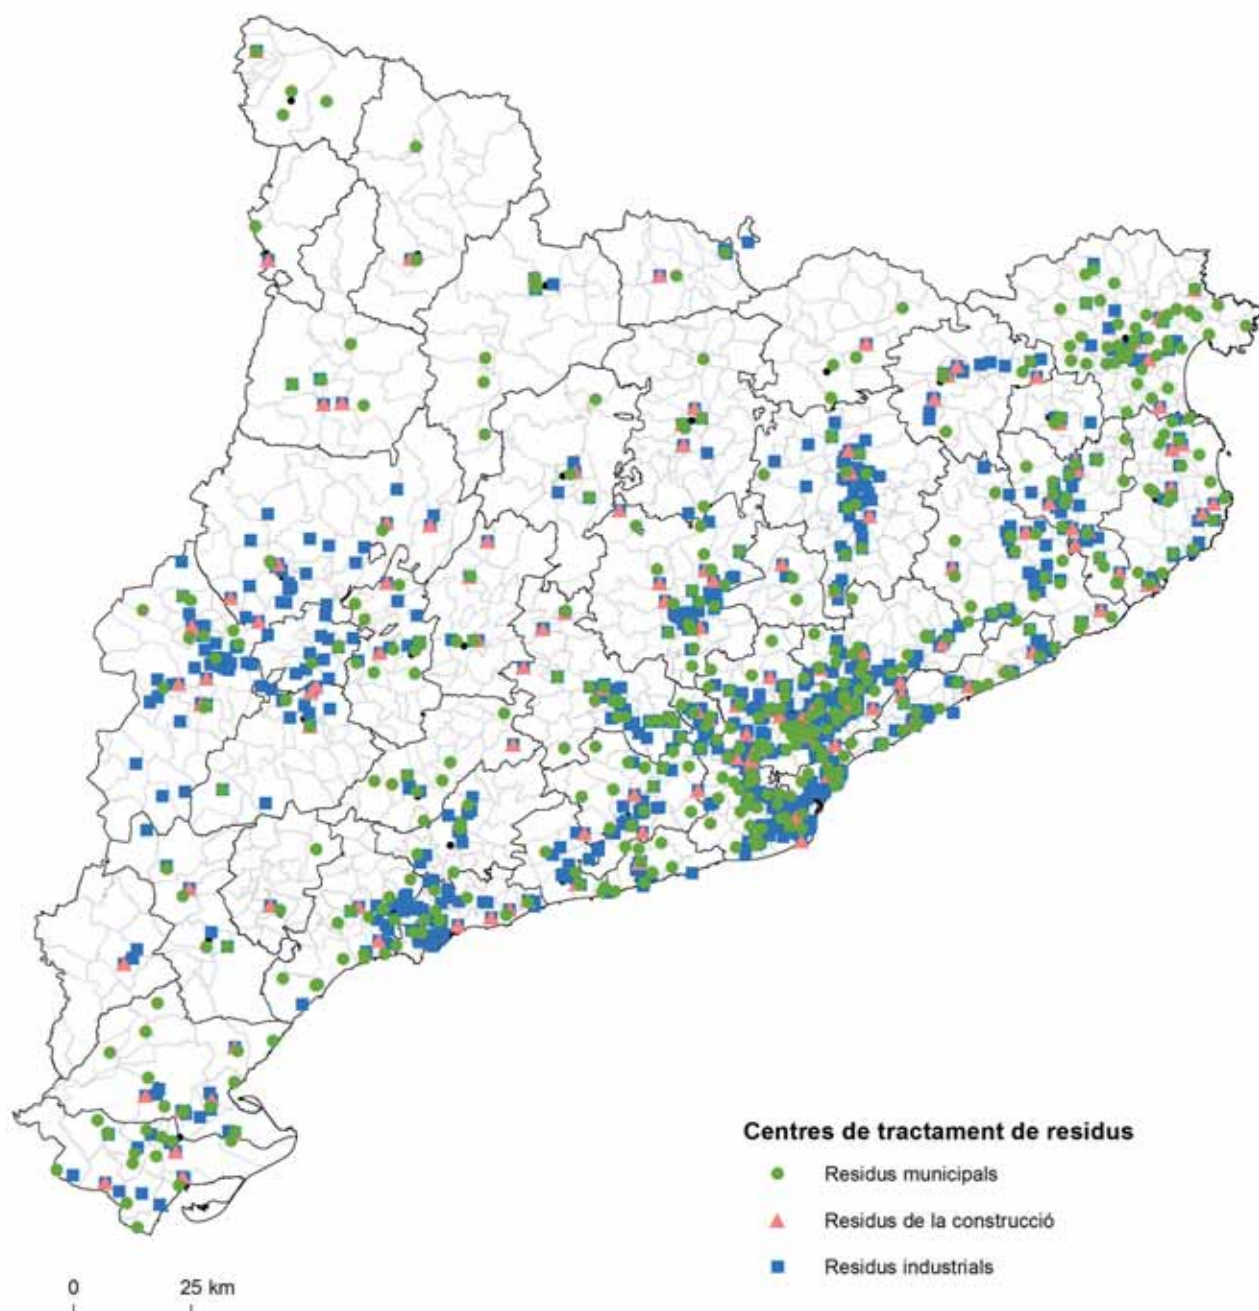 Centres de tractament de residus
Residus municipals
Residus de la construcció
Residus industrials
0 25 km